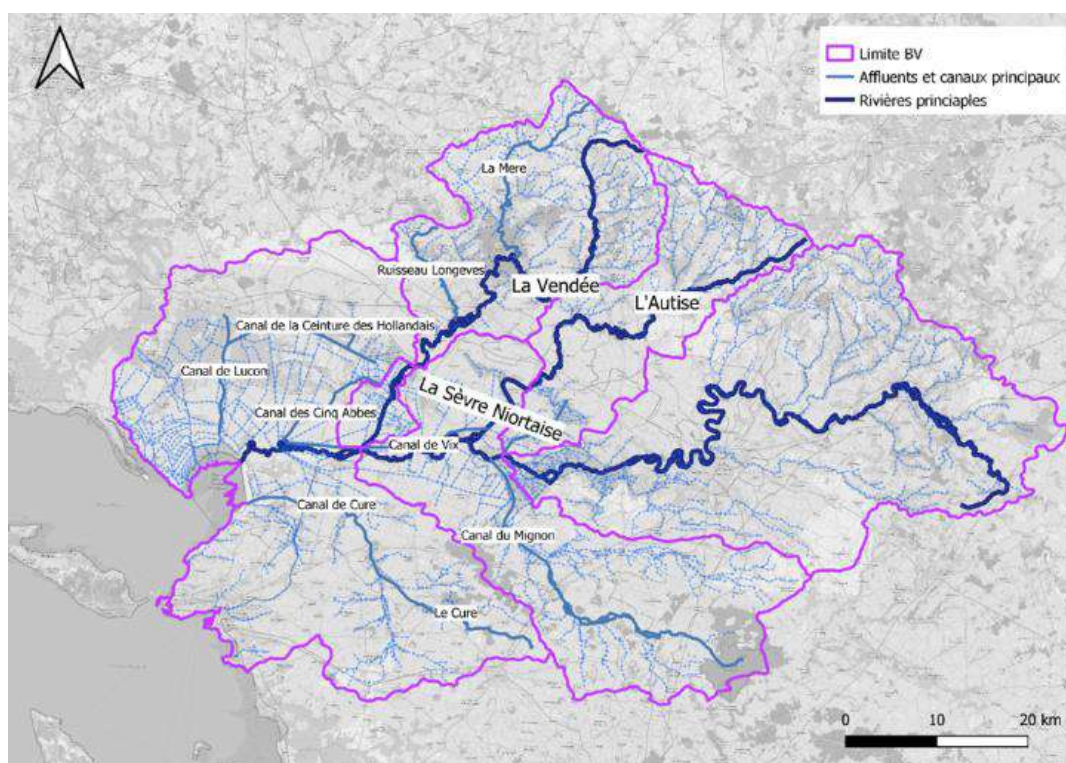 Limite BV
Affluents et canaux principaux
Rivières princiaples
La Mere
Ruisseau Longeves
La Vendée
L'Autise
Canal de la Ceinture des Hollandais
Canal de Lucon
La Sèvre Niortaise
Canal des Cinq Abbes
Canal de Vix
Canal de Cure
Canal du Mignon
Le Cure
0 10 20 km